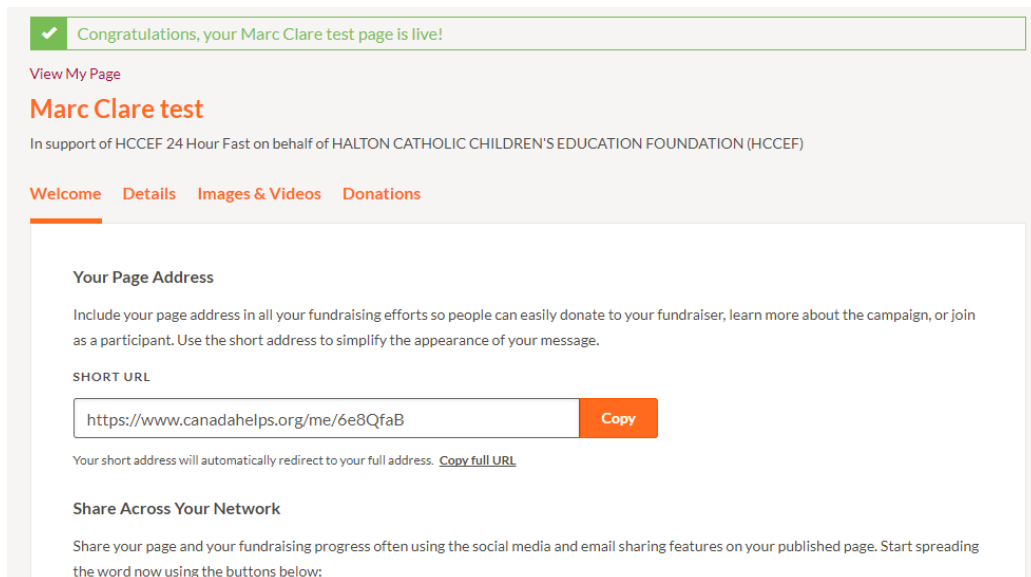 Congratulations, your Marc Clare test page is live!
View My Page
Marc Clare test
In support of HCCEF 24 Hour Fast on behalf of HALTON CATHOLIC CHILDREN'S EDUCATION FOUNDATION (HCCEF)
Welcome Details Images & Videos Donations
Your Page Address
Include your page address in all your fundraising efforts so people can easily donate to your fundraiser, learn more about the campaign, or join
as a participant. Use the short address to simplify the appearance of your message.
SHORT URL
https://www.canadahelps.org/me/6e8QfaB Copy
Your short address will automatically redirect to your full address. Copy full URL
Share Across Your Network
Share your page and your fundraising progress often using the social media and email sharing features on your published page. Start spreading
the word now using the buttons below: